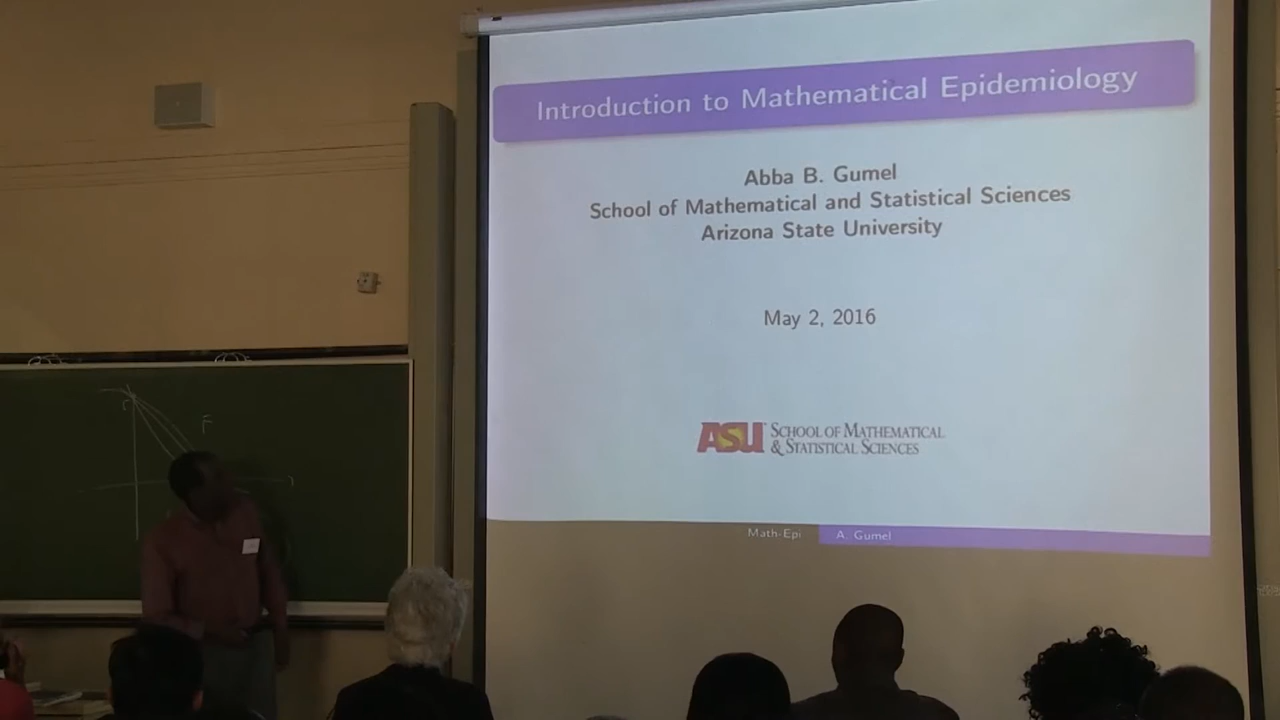 Introduction to Mathematical Epidemiology
Abba B. Gumel
School of Mathematical and Statistical Sciences
Arizona State University
May 2, 2016
ASU SCHOOL OF MATHEMATICAL
& STATISTICAL SCIENCES
Math-Epi A. Gumel
F